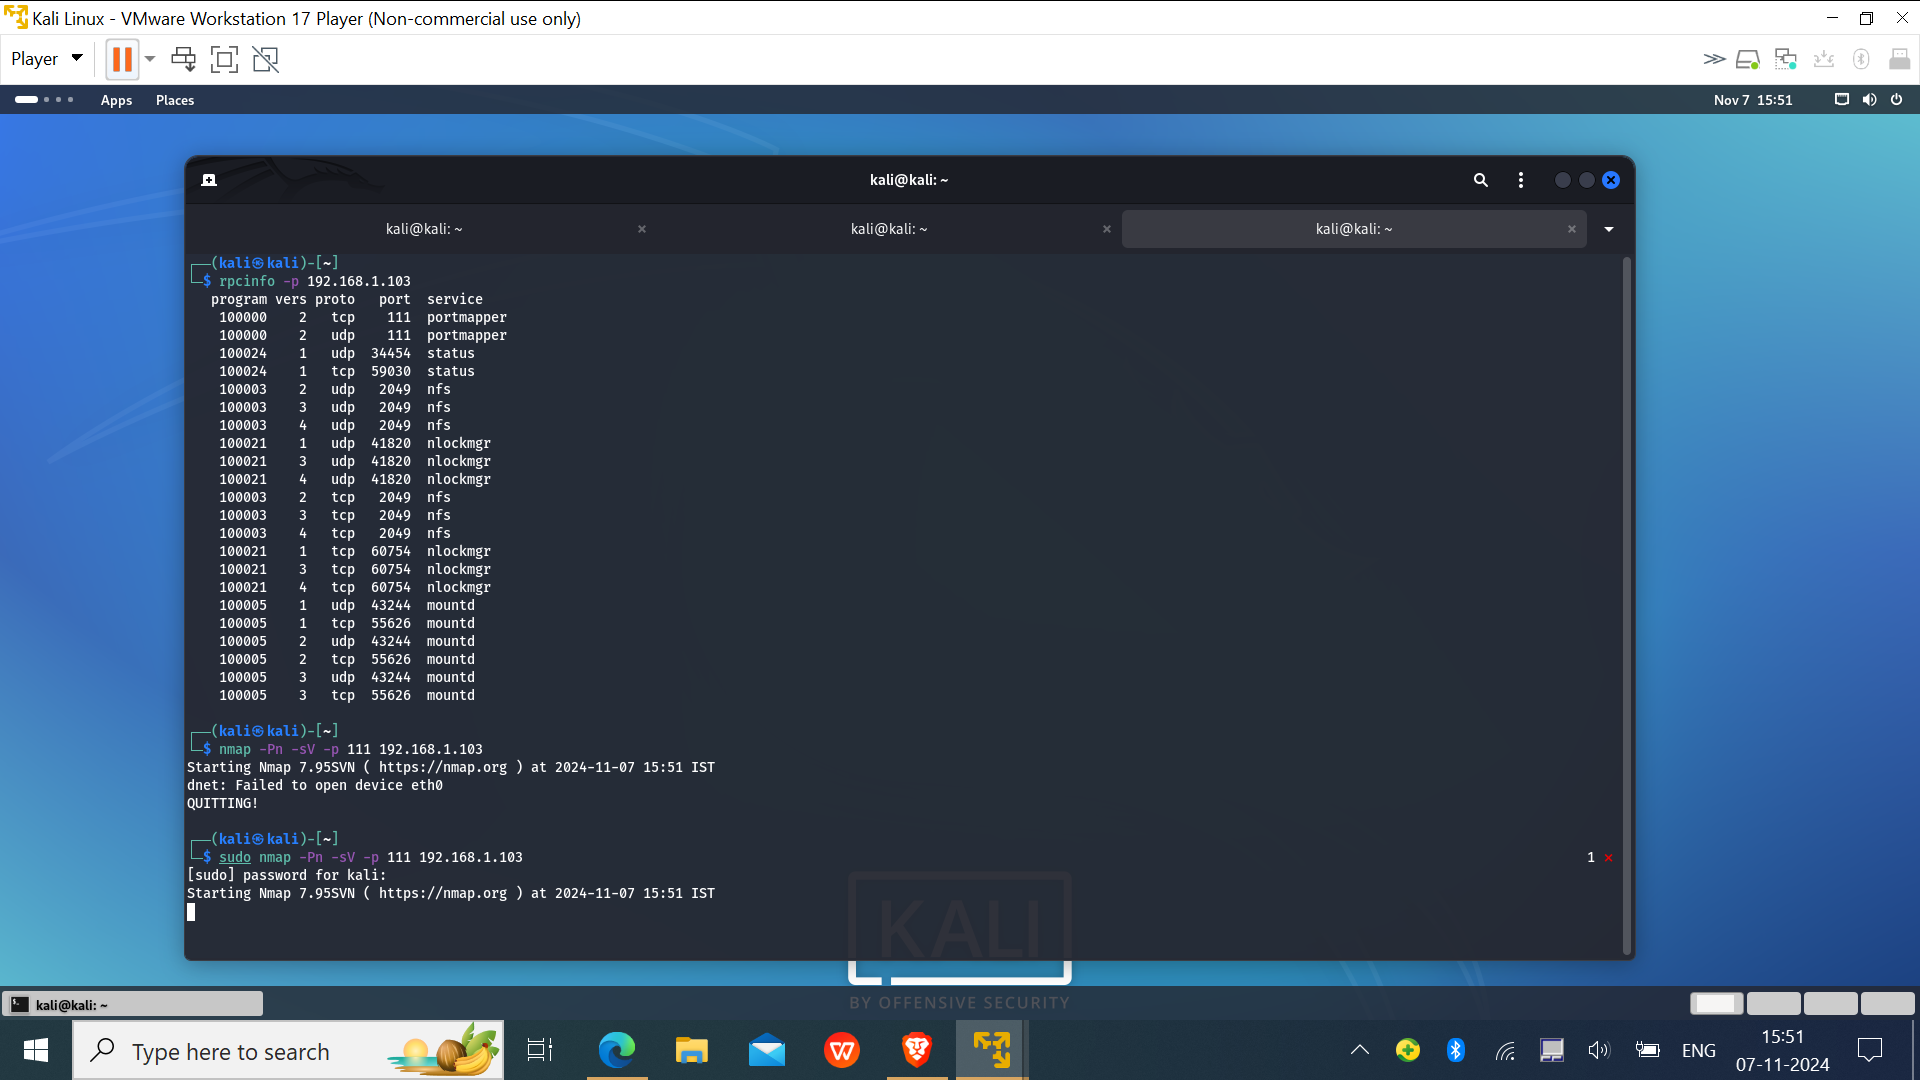 Kali Linux - VMware Workstation 17 Player (Non-commercial use only)
Player
Apps Places Nov 7 15:51
kali@kali: ~
kali@kali: ~ kali@kali: ~ kali@kali: ~
┌──(kali㉿kali)-[~]
└─$ rpcinfo -p 192.168.1.103
program vers proto port service
100000 2 tcp 111 portmapper
100000 2 udp 111 portmapper
100024 1 udp 34454 status
100024 1 tcp 59030 status
100003 2 udp 2049 nfs
100003 3 udp 2049 nfs
100003 4 udp 2049 nfs
100021 1 udp 41820 nlockmgr
100021 3 udp 41820 nlockmgr
100021 4 udp 41820 nlockmgr
100003 2 tcp 2049 nfs
100003 3 tcp 2049 nfs
100003 4 tcp 2049 nfs
100021 1 tcp 60754 nlockmgr
100021 3 tcp 60754 nlockmgr
100021 4 tcp 60754 nlockmgr
100005 1 udp 43244 mountd
100005 1 tcp 55626 mountd
100005 2 udp 43244 mountd
100005 2 tcp 55626 mountd
100005 3 udp 43244 mountd
100005 3 tcp 55626 mountd
┌──(kali㉿kali)-[~]
└─$ nmap -Pn -sV -p 111 192.168.1.103
Starting Nmap 7.95SVN ( https://nmap.org ) at 2024-11-07 15:51 IST
dnet: Failed to open device eth0
QUITTING!
┌──(kali㉿kali)-[~]
└─$ sudo nmap -Pn -sV -p 111 192.168.1.103 1 ⨯
[sudo] password for kali:
Starting Nmap 7.95SVN ( https://nmap.org ) at 2024-11-07 15:51 IST
KALI
BY OFFENSIVE SECURITY
kali@kali: ~
Type here to search
ENG
15:51
07-11-2024